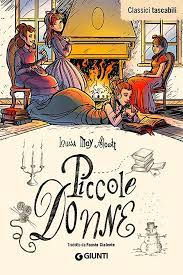 Classici tascabili
Louisa May Alcott
Piccole
DONNE
Tradotto da Fausta Cialente
GIUNTI